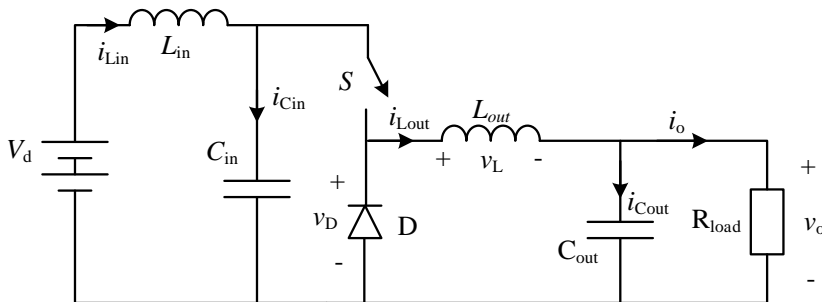 i_Lin
L_in
S
i_Cin
i_Lout
L_out
i_o
V_d
C_in
+
v_L
-
+
+
v_D
D
i_Cout
R_load
v_o
C_out
-
-